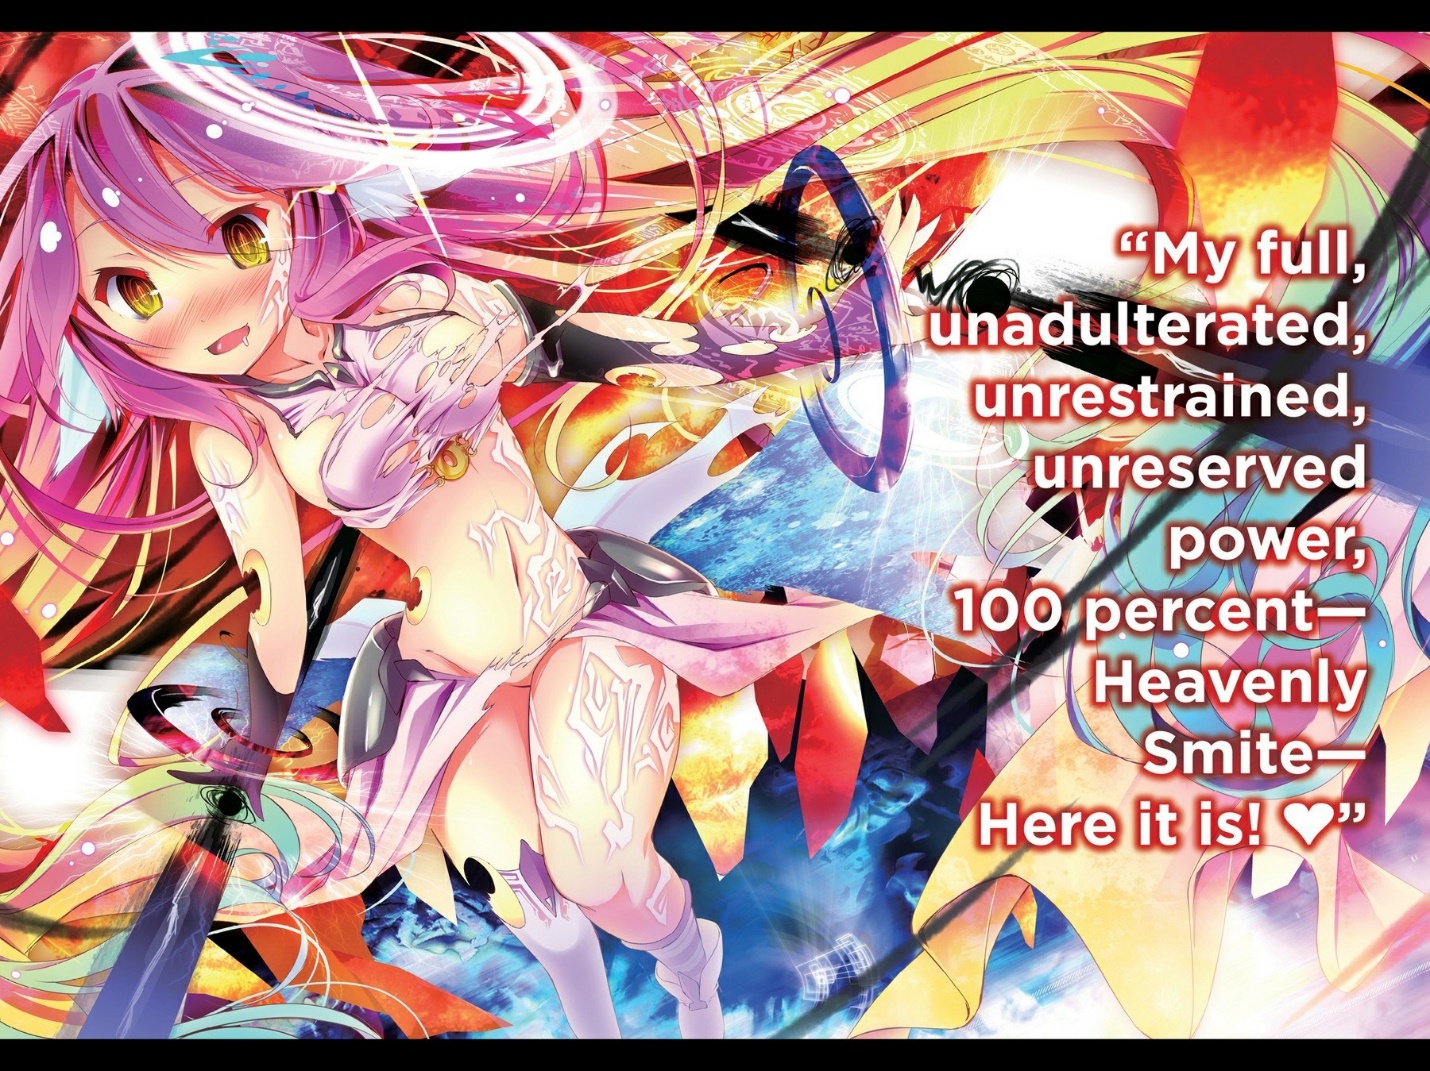 “My full,
unadulterated,
unrestrained,
unreserved
power,
100 percent—
Heavenly
Smite—
Here it is! ♥”